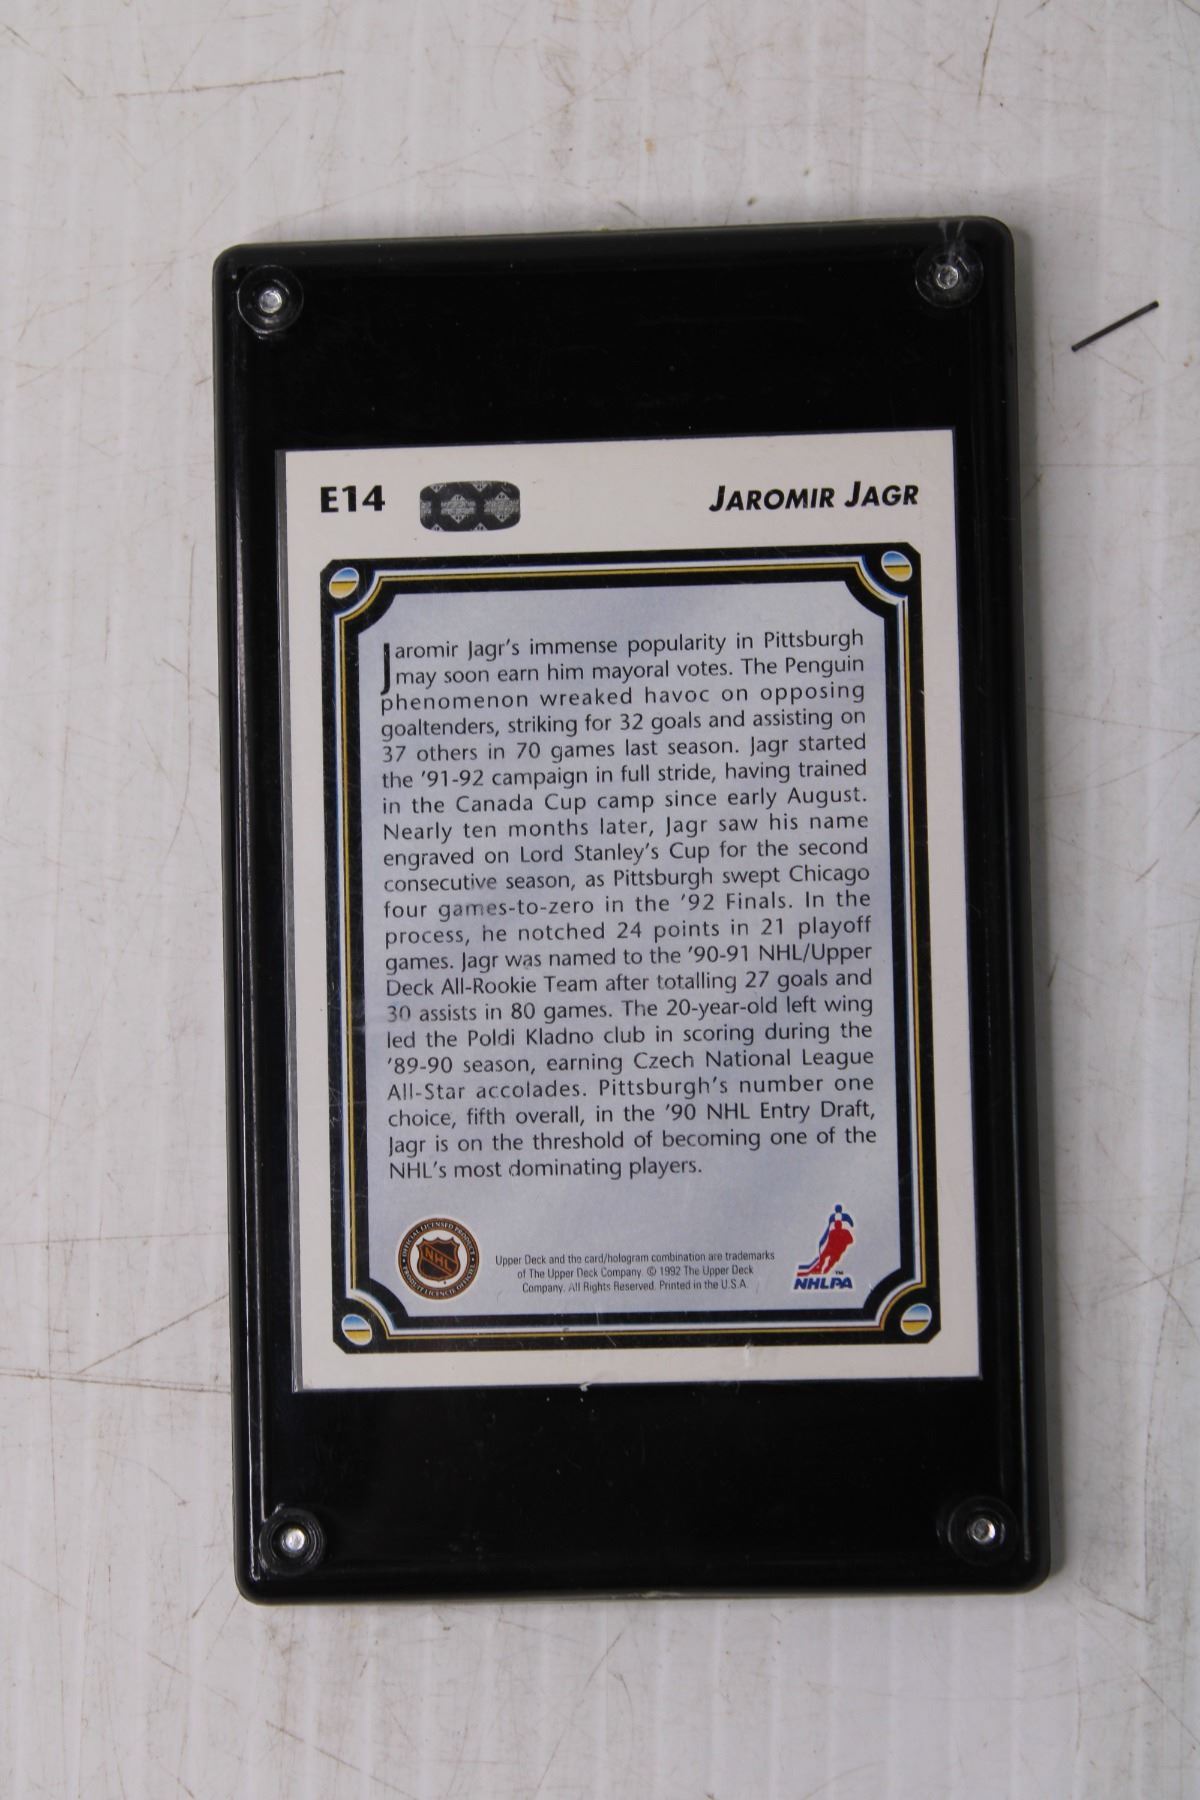 E14
JAROMIR JAGR
Jaromir Jagr's immense popularity in Pittsburgh
may soon earn him mayoral votes. The Penguin
phenomenon wreaked havoc on opposing
goaltenders, striking for 32 goals and assisting on
37 others in 70 games last season. Jagr started
the '91-92 campaign in full stride, having trained
in the Canada Cup camp since early August.
Nearly ten months later, Jagr saw his name
engraved on Lord Stanley's Cup for the second
consecutive season, as Pittsburgh swept Chicago
four games-to-zero in the '92 Finals. In the
process, he notched 24 points in 21 playoff
games. Jagr was named to the '90-91 NHL/Upper
Deck All-Rookie Team after totalling 27 goals and
30 assists in 80 games. The 20-year-old left wing
led the Poldi Kladno club in scoring during the
'89-90 season, earning Czech National League
All-Star accolades. Pittsburgh's number one
choice, fifth overall, in the '90 NHL Entry Draft,
Jagr is on the threshold of becoming one of the
NHL's most dominating players.
OFFICIAL LICENSED PRODUCT
NHL
PRODUIT LICENCIE OFFICIEL
Upper Deck and the card/hologram combination are trademarks
of The Upper Deck Company. © 1992 The Upper Deck
Company. All Rights Reserved. Printed in the U.S.A.
NHLPA™